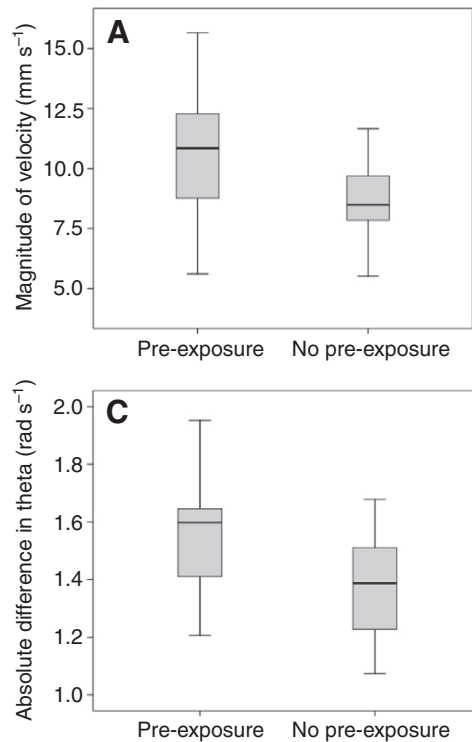 A
Magnitude of velocity (mm s⁻¹)
15.0
12.5
10.0
7.5
5.0
Pre-exposure No pre-exposure
C
Absolute difference in theta (rad s⁻¹)
2.0
1.8
1.6
1.4
1.2
1.0
Pre-exposure No pre-exposure